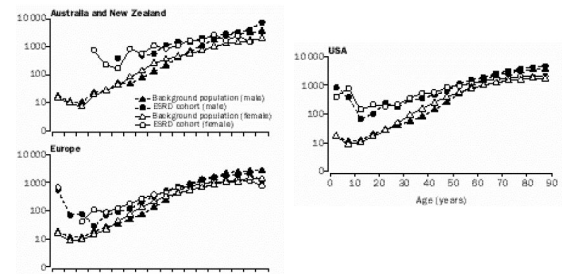 Australia and New Zealand
10 000
1000
100
10
0
Background population (male)
ESRD cohort (male)
Background population (female)
ESRD cohort (female)
Europe
10 000
1000
100
10
0
USA
10 000
1000
100
10
0
0 10 20 30 40 50 60 70 80 90
Age (years)